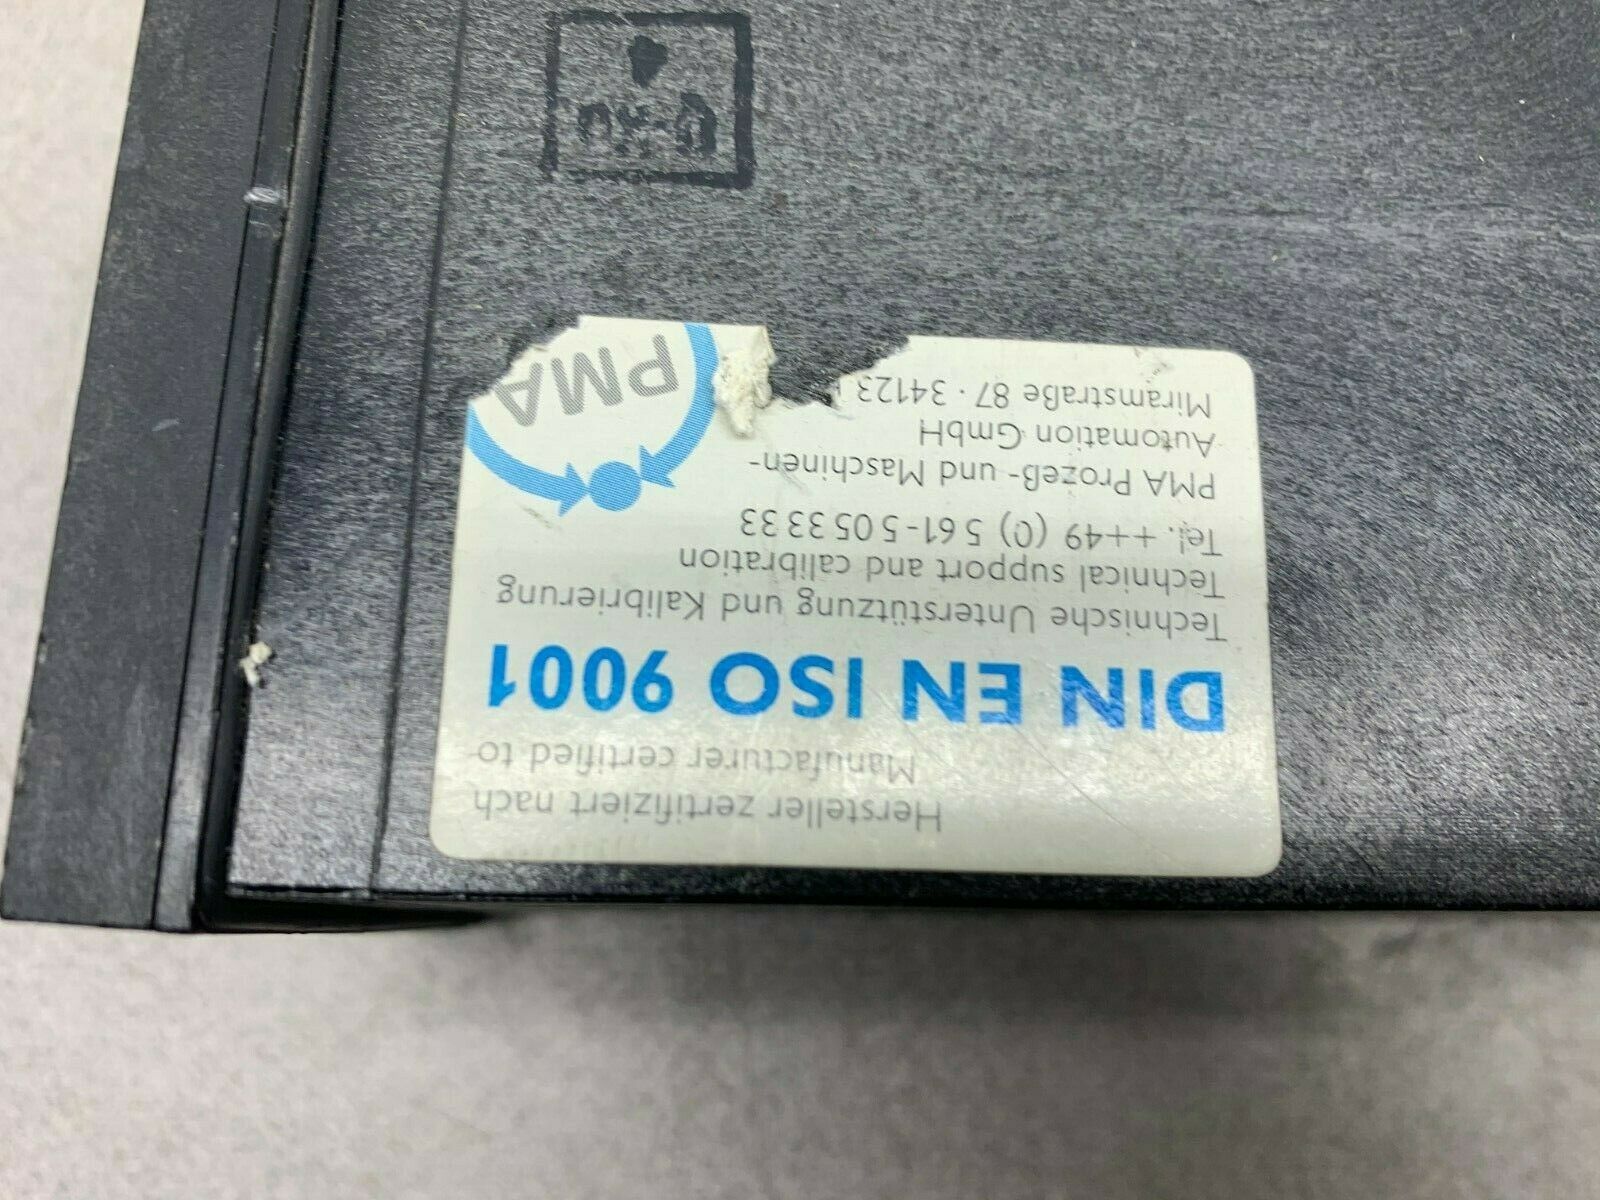 Hersteller zertifiziert nach
Manufacturer certified to
DIN EN ISO 9001
Technische Unterstützung und Kalibrierung
Technical support and calibration
Tel. ++49 (0) 5 61-5 05 33 33
PMA Prozeß- und Maschinen-
Automation GmbH
Miramstraße 87 · 34123
PMA